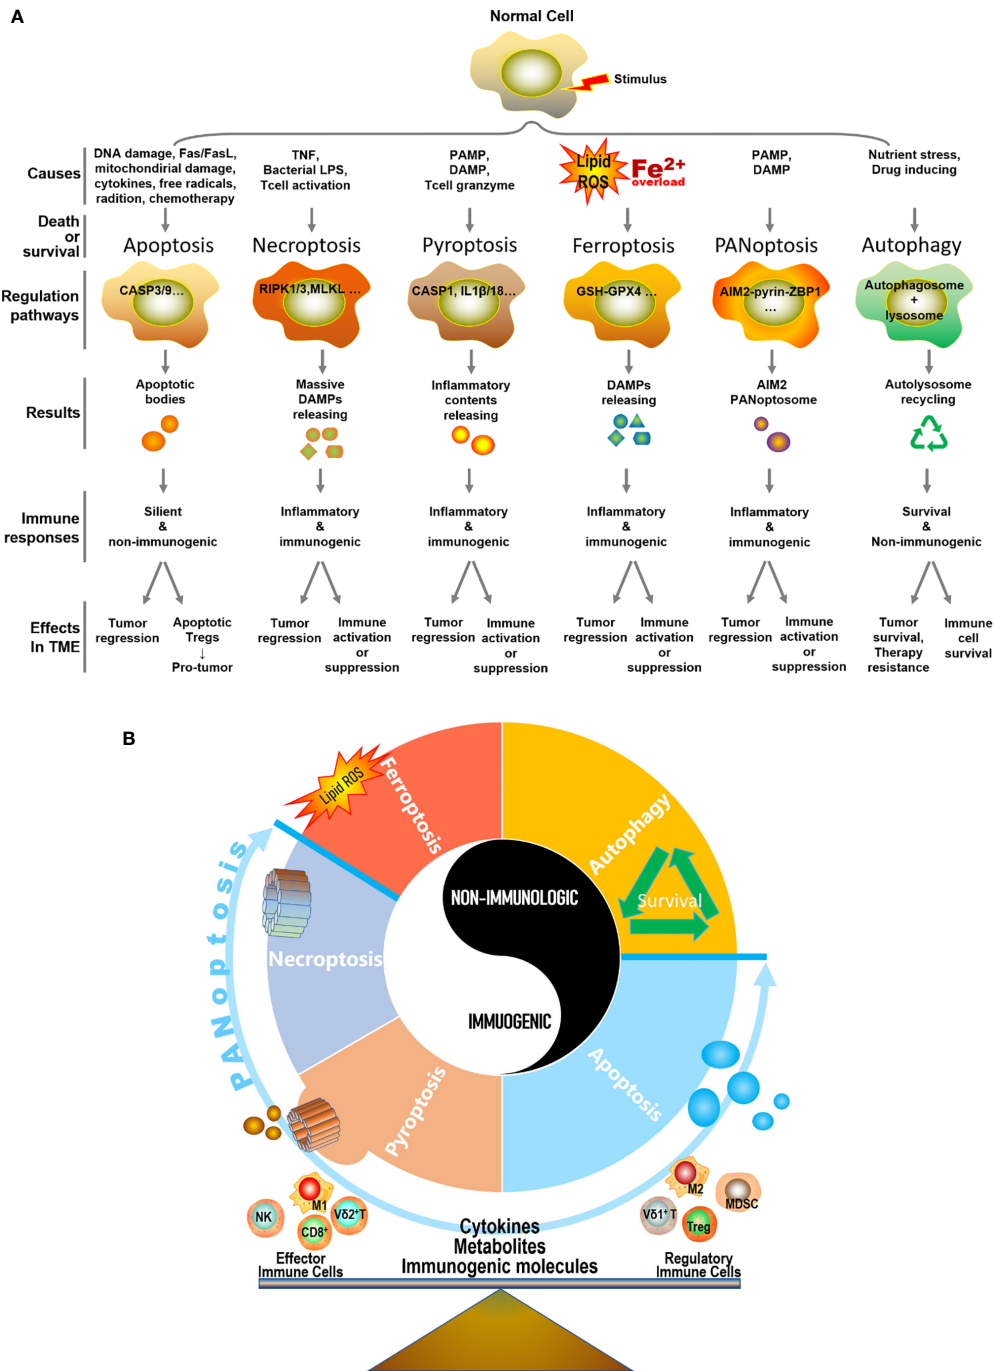 A
Normal Cell
Stimulus
Causes
DNA damage, Fas/FasL,
mitochondirial damage,
cytokines, free radicals,
radition, chemotherapy
TNF,
Bacterial LPS,
Tcell activation
PAMP,
DAMP,
Tcell granzyme
Lipid
ROS
Fe2+
overload
PAMP,
DAMP
Nutrient stress,
Drug inducing
Death
or
survival
Apoptosis
Necroptosis
Pyroptosis
Ferroptosis
PANoptosis
Autophagy
Regulation
pathways
CASP3/9...
RIPK1/3,MLKL ...
CASP1, IL1β/18...
GSH-GPX4 ...
AIM2-pyrin-ZBP1
...
Autophagosome
+
lysosome
Results
Apoptotic
bodies
Massive
DAMPs
releasing
Inflammatory
contents
releasing
DAMPs
releasing
AIM2
PANoptosome
Autolysosome
recycling
Immune
responses
Silient
&
non-immunogenic
Inflammatory
&
immunogenic
Inflammatory
&
immunogenic
Inflammatory
&
immunogenic
Inflammatory
&
immunogenic
Survival
&
Non-immunogenic
Effects
In TME
Tumor
regression
Apoptotic
Tregs
↓
Pro-tumor
Tumor
regression
Immune
activation
or
suppression
Tumor
regression
Immune
activation
or
suppression
Tumor
regression
Immune
activation
or
suppression
Tumor
regression
Immune
activation
or
suppression
Tumor
survival,
Therapy
resistance
Immune
cell
survival
B
Lipid ROS
Ferroptosis
Autophagy
Survival
PANoptosis
NON-IMMUNOLOGIC
Necroptosis
IMMUOGENIC
Pyroptosis
Apoptosis
NK
M1
CD8+
Vδ2+T
M2
MDSC
Vδ1+ T
Treg
Cytokines
Metabolites
Immunogenic molecules
Effector
Immune Cells
Regulatory
Immune Cells